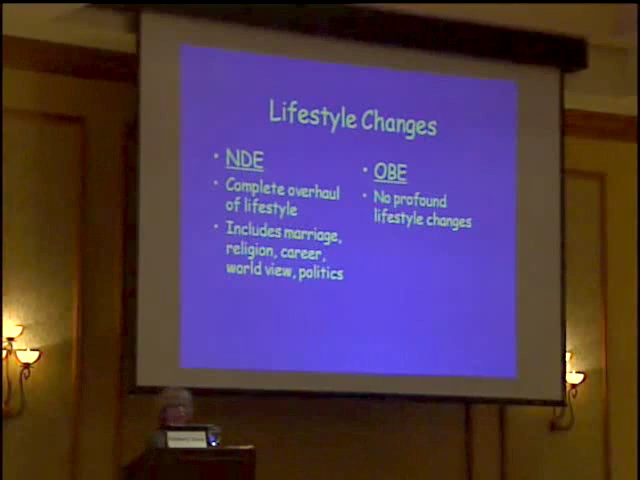 Lifestyle Changes
• NDE
• Complete overhaul
of lifestyle
• Includes marriage,
religion, career,
world view, politics
• OBE
• No profound
lifestyle changes